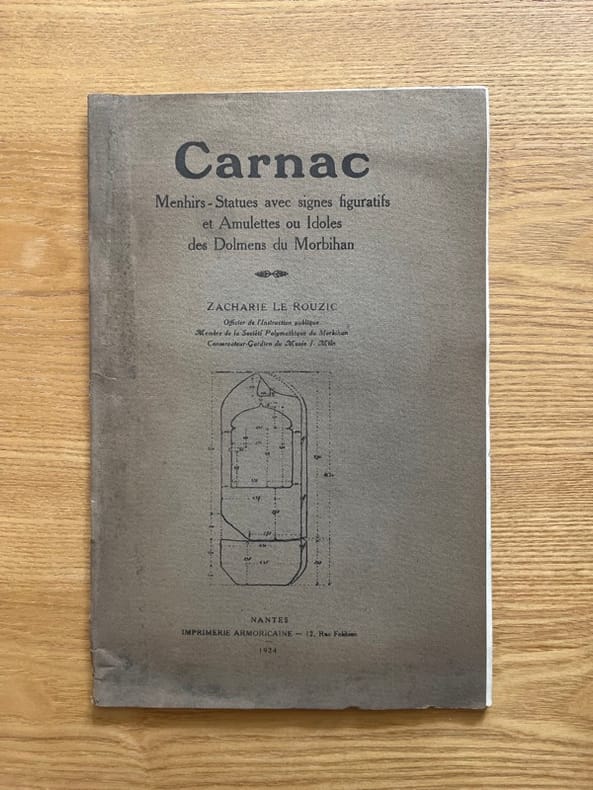 Carnac
Menhirs-Statues avec signes figuratifs
et Amulettes ou Idoles
des Dolmens du Morbihan
ZACHARIE LE ROUZIC
Officier de l'Instruction publique
Membre de la Société Polymathique du Morbihan
Conservateur-Gardien du Musée J. Miln
NANTES
IMPRIMERIE ARMORICAINE — 12, Rue
1924